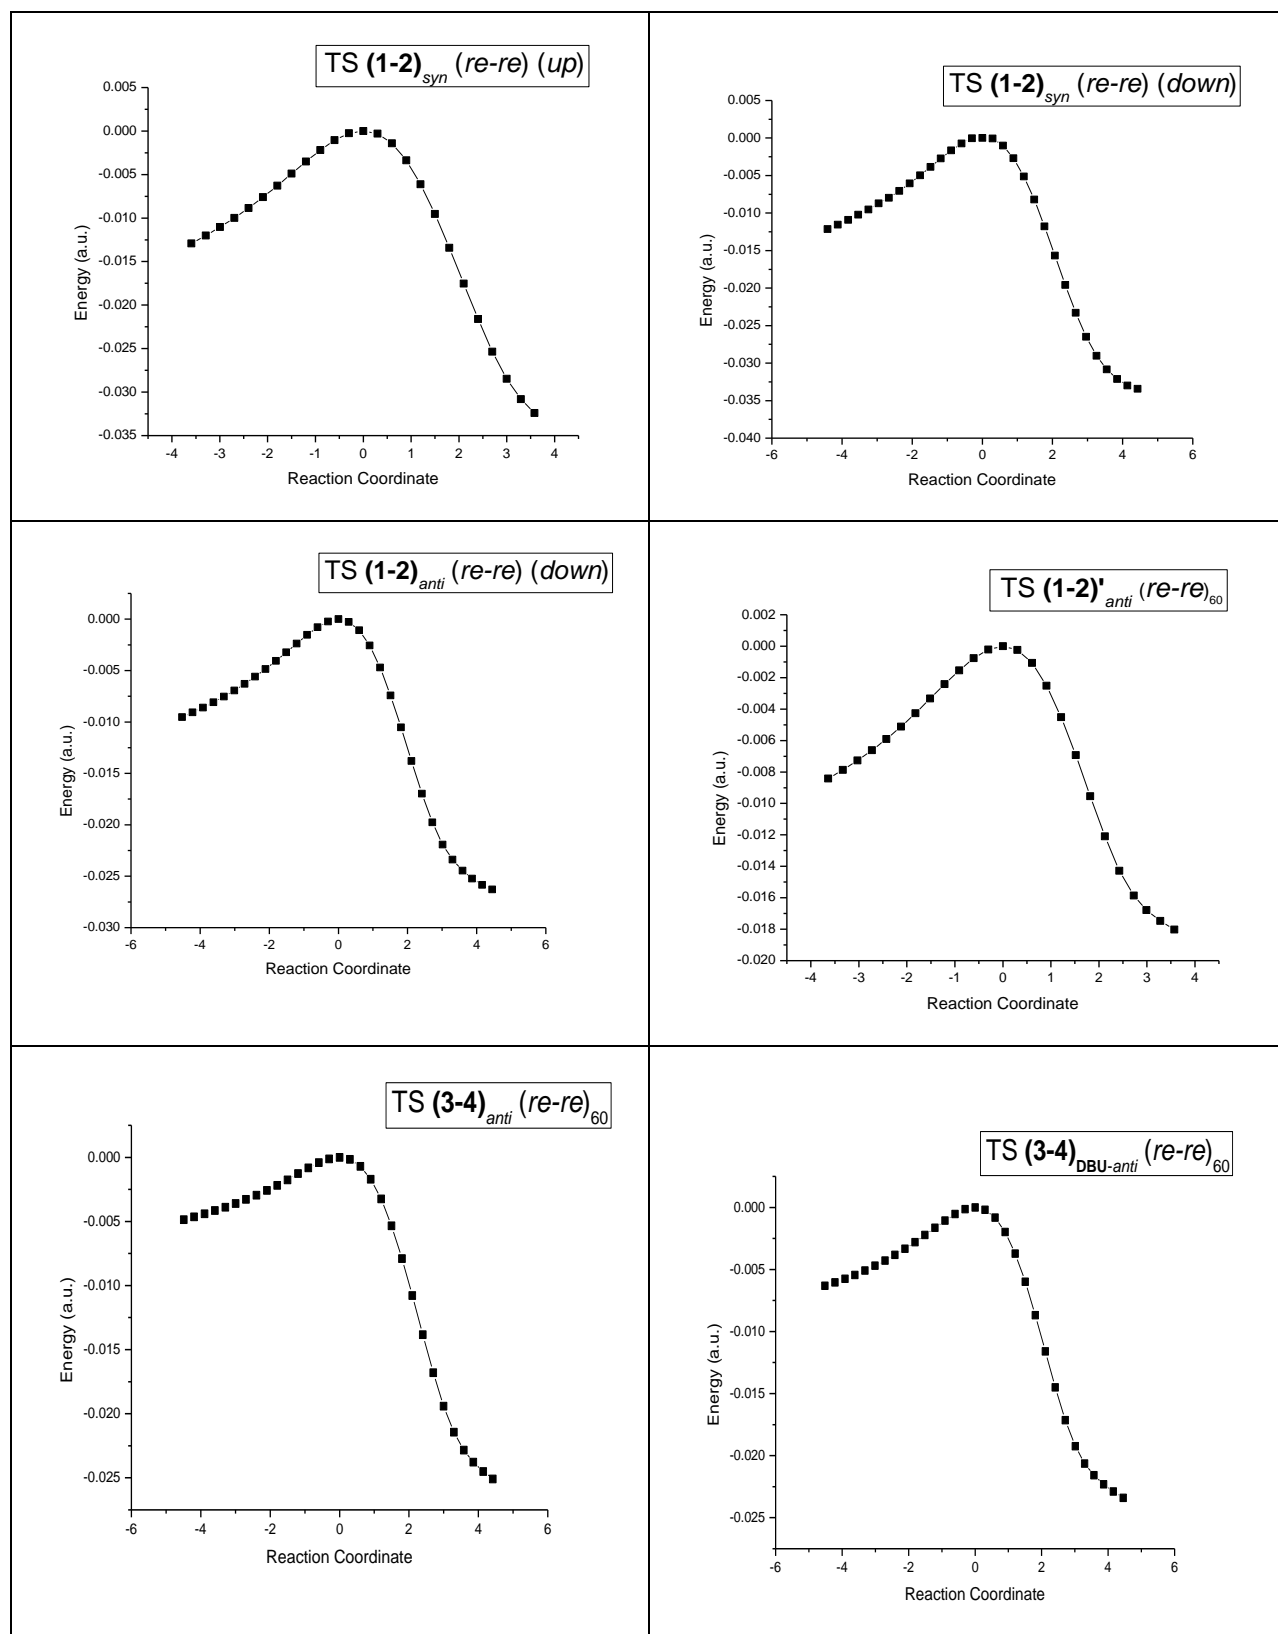 TS (1-2)syn (re-re) (up)
0.005
0.000
-0.005
-0.010
-0.015
-0.020
-0.025
-0.030
-0.035
Energy (a.u.)
-4 -3 -2 -1 0 1 2 3 4
Reaction Coordinate
TS (1-2)syn (re-re) (down)
0.005
0.000
-0.005
-0.010
-0.015
-0.020
-0.025
-0.030
-0.035
-0.040
Energy (a.u.)
-6 -4 -2 0 2 4 6
Reaction Coordinate
TS (1-2)anti (re-re) (down)
0.000
-0.005
-0.010
-0.015
-0.020
-0.025
-0.030
Energy (a.u.)
-6 -4 -2 0 2 4 6
Reaction Coordinate
TS (1-2)'anti (re-re)60
0.002
0.000
-0.002
-0.004
-0.006
-0.008
-0.010
-0.012
-0.014
-0.016
-0.018
-0.020
Energy (a.u.)
-4 -3 -2 -1 0 1 2 3 4
Reaction Coordinate
TS (3-4)anti (re-re)60
0.000
-0.005
-0.010
-0.015
-0.020
-0.025
Energy (a.u.)
-6 -4 -2 0 2 4 6
Reaction Coordinate
TS (3-4)DBU-anti (re-re)60
0.000
-0.005
-0.010
-0.015
-0.020
-0.025
Energy (a.u.)
-6 -4 -2 0 2 4 6
Reaction Coordinate